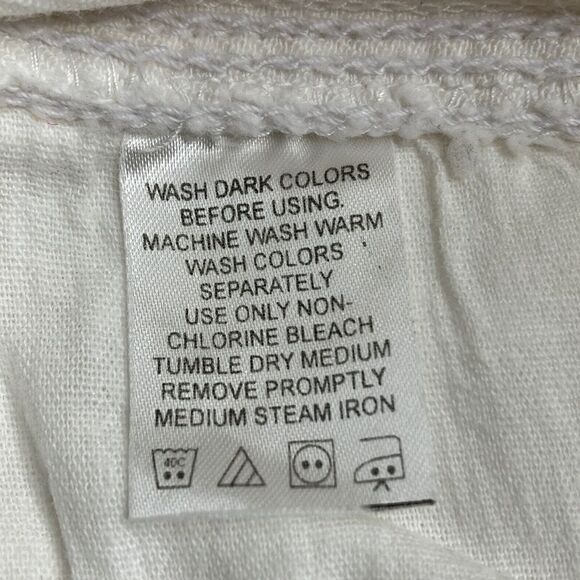 WASH DARK COLORS
BEFORE USING.
MACHINE WASH WARM
WASH COLORS
SEPARATELY
USE ONLY NON-
CHLORINE BLEACH
TUMBLE DRY MEDIUM
REMOVE PROMPTLY
MEDIUM STEAM IRON
40C